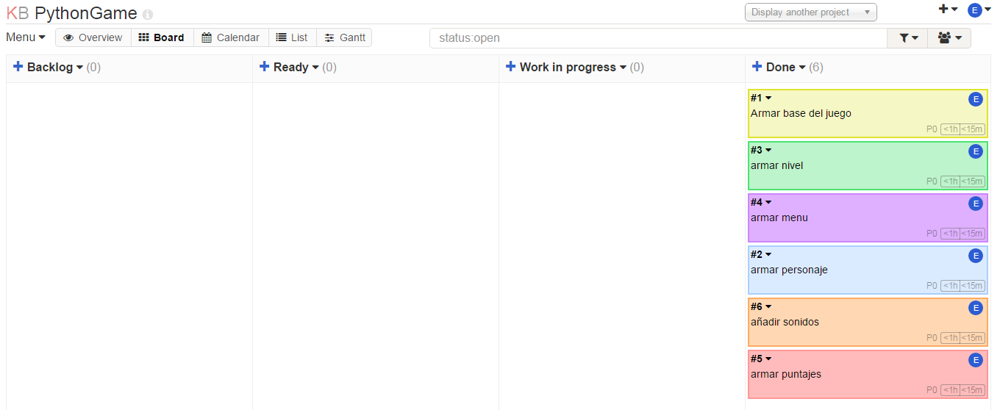 KB PythonGame
Display another project
E
Menu
Overview
Board
Calendar
List
Gantt
status:open
Backlog (0)
Ready (0)
Work in progress (0)
Done (6)
#1
E
Armar base del juego
P0 <1h <15m
#3
E
armar nivel
P0 <1h <15m
#4
E
armar menu
P0 <1h <15m
#2
E
armar personaje
P0 <1h <15m
#6
E
añadir sonidos
P0 <1h <15m
#5
E
armar puntajes
P0 <1h <15m